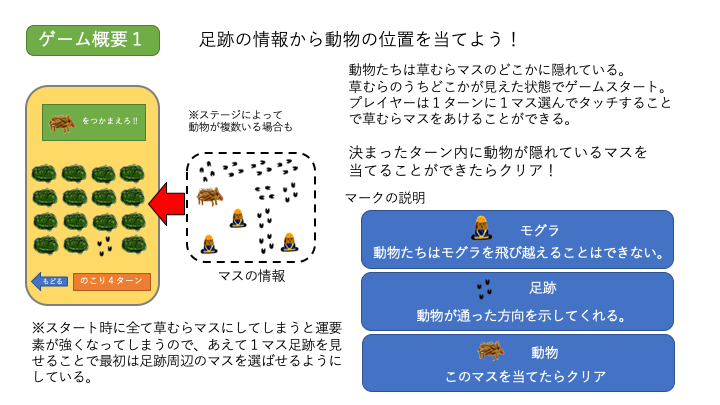 ゲーム概要１
足跡の情報から動物の位置を当てよう！
動物たちは草むらマスのどこかに隠れている。
草むらのうちどこかが見えた状態でゲームスタート。
プレイヤーは１ターンに１マス選んでタッチすること
で草むらマスをあけることができる。
決まったターン内に動物が隠れているマスを
当てることができたらクリア！
をつかまえろ!!
※ステージによって
動物が複数いる場合も
マスの情報
もどる
のこり４ターン
マークの説明
モグラ
動物たちはモグラを飛び越えることはできない。
足跡
動物が通った方向を示してくれる。
動物
このマスを当てたらクリア
※スタート時に全て草むらマスにしてしまうと運要
素が強くなってしまうので、あえて１マス足跡を見
せることで最初は足跡周辺のマスを選ばせるように
している。